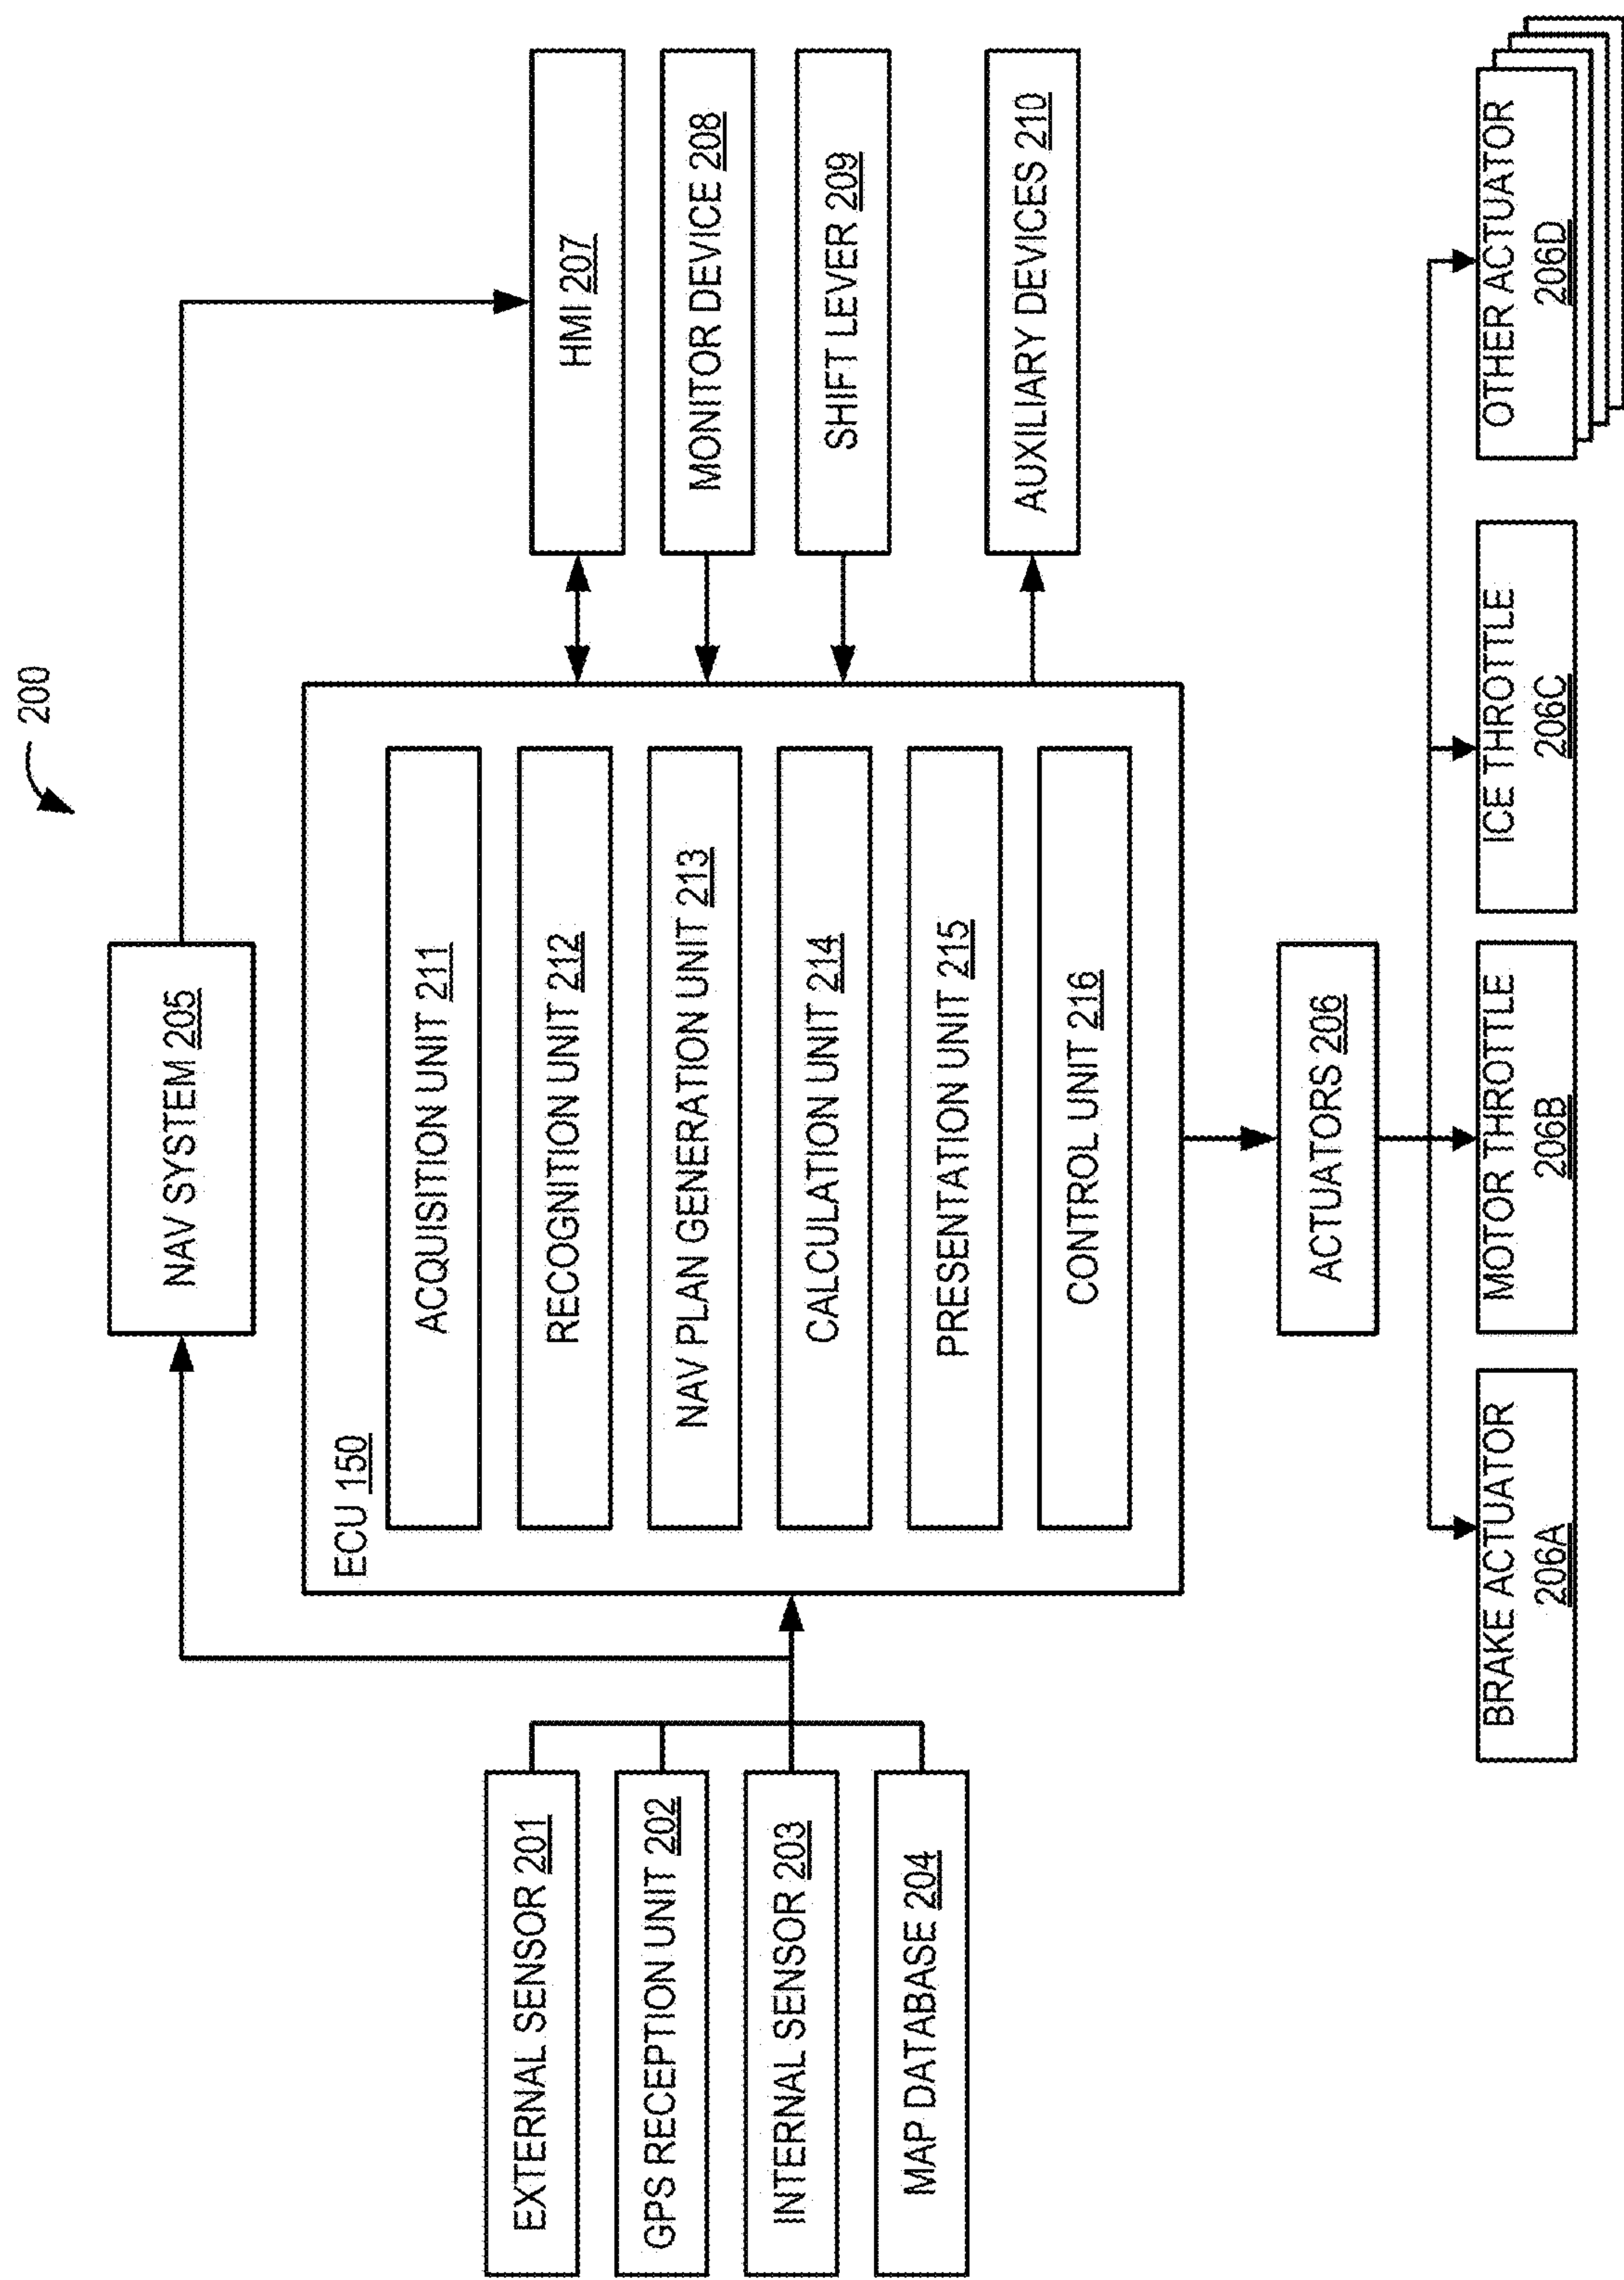 200
NAV SYSTEM 205
EXTERNAL SENSOR 201
GPS RECEPTION UNIT 202
INTERNAL SENSOR 203
MAP DATABASE 204
ECU 150
ACQUISITION UNIT 211
RECOGNITION UNIT 212
NAV PLAN GENERATION UNIT 213
CALCULATION UNIT 214
PRESENTATION UNIT 215
CONTROL UNIT 216
HMI 207
MONITOR DEVICE 208
SHIFT LEVER 209
AUXILIARY DEVICES 210
ACTUATORS 206
BRAKE ACTUATOR
206A
MOTOR THROTTLE
206B
ICE THROTTLE
206C
OTHER ACTUATOR
206D